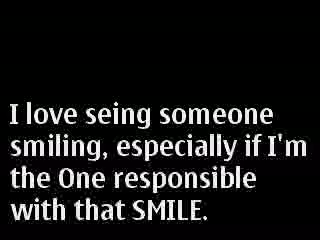 I love seing someone
smiling, especially if I'm
the One responsible
with that SMILE.